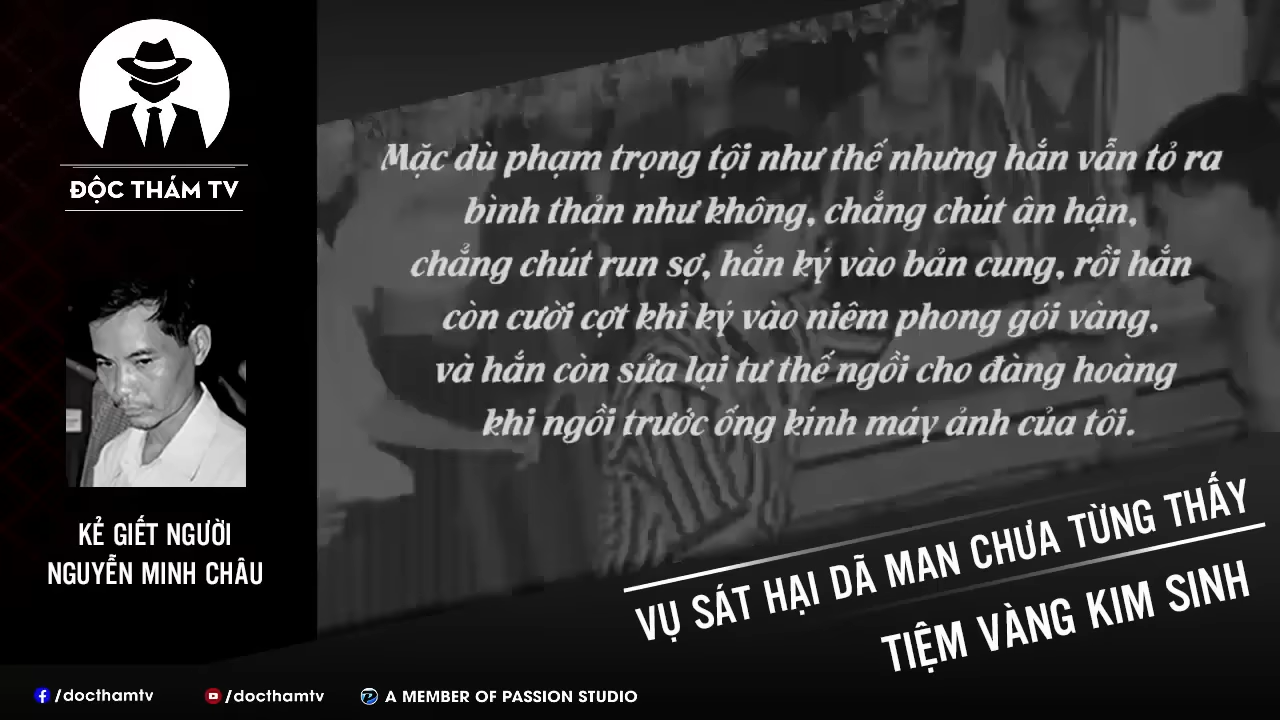 ĐỘC THÁM TV
KẺ GIẾT NGƯỜI
NGUYỄN MINH CHÂU
Mặc dù phạm trọng tội như thế nhưng hắn vẫn tỏ ra
bình thản như không, chẳng chút ân hận,
chẳng chút run sợ, hắn ký vào bản cung, rồi hắn
còn cười cợt khi ký vào niêm phong gói vàng,
và hắn còn sửa lại tư thế ngồi cho đàng hoàng
khi ngồi trước ống kính máy ảnh của tôi.
VỤ SÁT HẠI DÃ MAN CHƯA TỪNG THẤY
TIỆM VÀNG KIM SINH
/docthamtv
/docthamtv
A MEMBER OF PASSION STUDIO